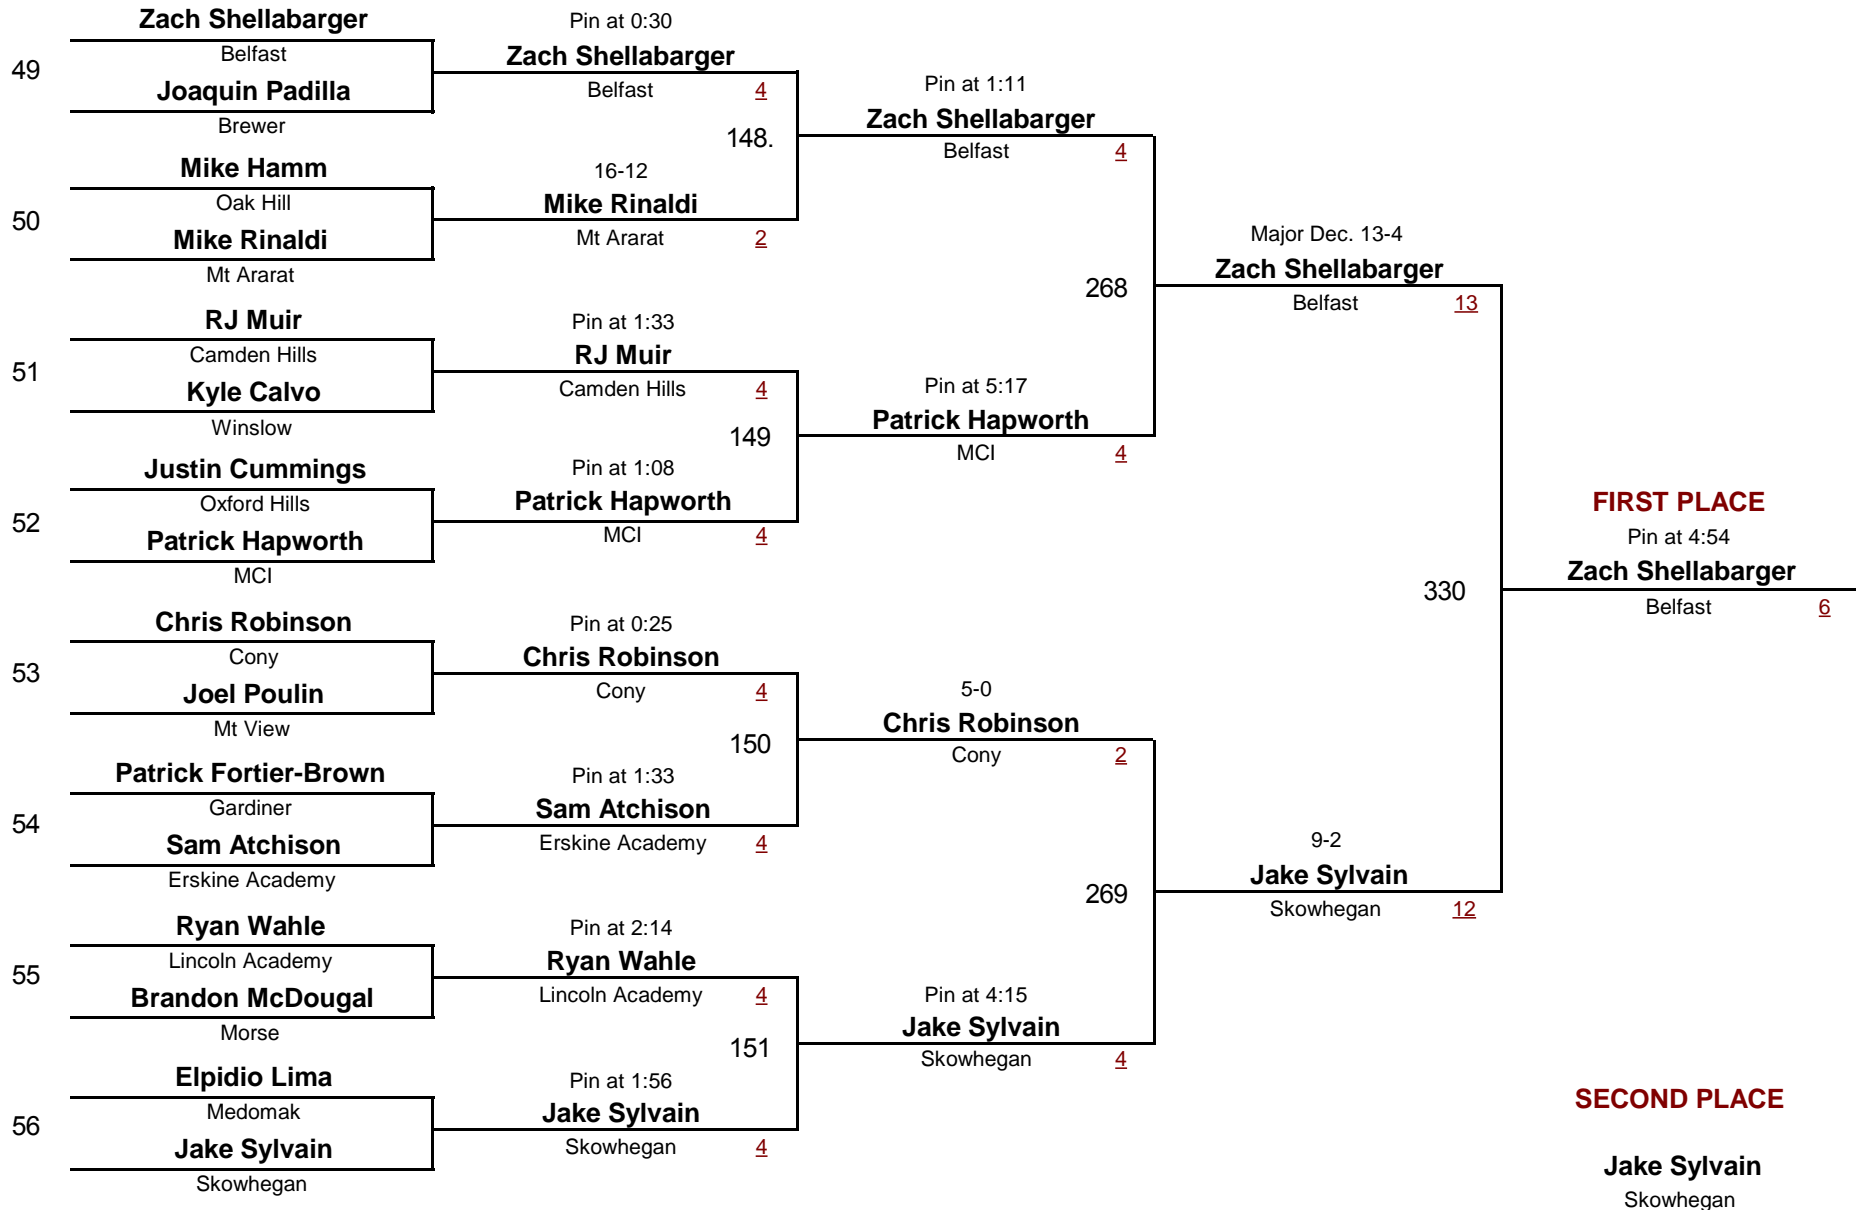 Zach Shellabarger
Belfast
49
Joaquin Padilla
Brewer
Mike Hamm
Oak Hill
50
Mike Rinaldi
Mt Ararat
RJ Muir
Camden Hills
51
Kyle Calvo
Winslow
Justin Cummings
Oxford Hills
52
Patrick Hapworth
MCI
Chris Robinson
Cony
53
Joel Poulin
Mt View
Patrick Fortier-Brown
Gardiner
54
Sam Atchison
Erskine Academy
Ryan Wahle
Lincoln Academy
55
Brandon McDougal
Morse
Elpidio Lima
Medomak
56
Jake Sylvain
Skowhegan
Pin at 0:30
Zach Shellabarger
Belfast 4
148.
16-12
Mike Rinaldi
Mt Ararat 2
Pin at 1:33
RJ Muir
Camden Hills 4
149
Pin at 1:08
Patrick Hapworth
MCI 4
Pin at 0:25
Chris Robinson
Cony 4
150
Pin at 1:33
Sam Atchison
Erskine Academy 4
Pin at 2:14
Ryan Wahle
Lincoln Academy 4
151
Pin at 1:56
Jake Sylvain
Skowhegan 4
Pin at 1:11
Zach Shellabarger
Belfast 4
268
Pin at 5:17
Patrick Hapworth
MCI 4
5-0
Chris Robinson
Cony 2
269
Pin at 4:15
Jake Sylvain
Skowhegan 4
Major Dec. 13-4
Zach Shellabarger
Belfast 13
330
9-2
Jake Sylvain
Skowhegan 12
FIRST PLACE
Pin at 4:54
Zach Shellabarger
Belfast 6
SECOND PLACE
Jake Sylvain
Skowhegan